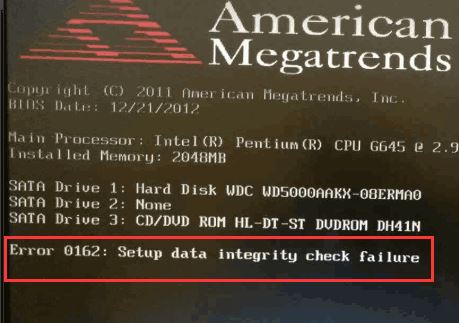 American
Megatrends
Copyright (C) 2011 American Megatrends, Inc.
BIOS Date: 12/21/2012
Main Processor: Intel(R) Pentium(R) CPU G645 @ 2.9
Installed Memory: 2048MB
SATA Drive 1: Hard Disk WDC WD5000AAKX-08ERMA0
SATA Drive 2: None
SATA Drive 3: CD/DVD ROM HL-DT-ST DVDROM DH41N
Error 0162: Setup data integrity check failure